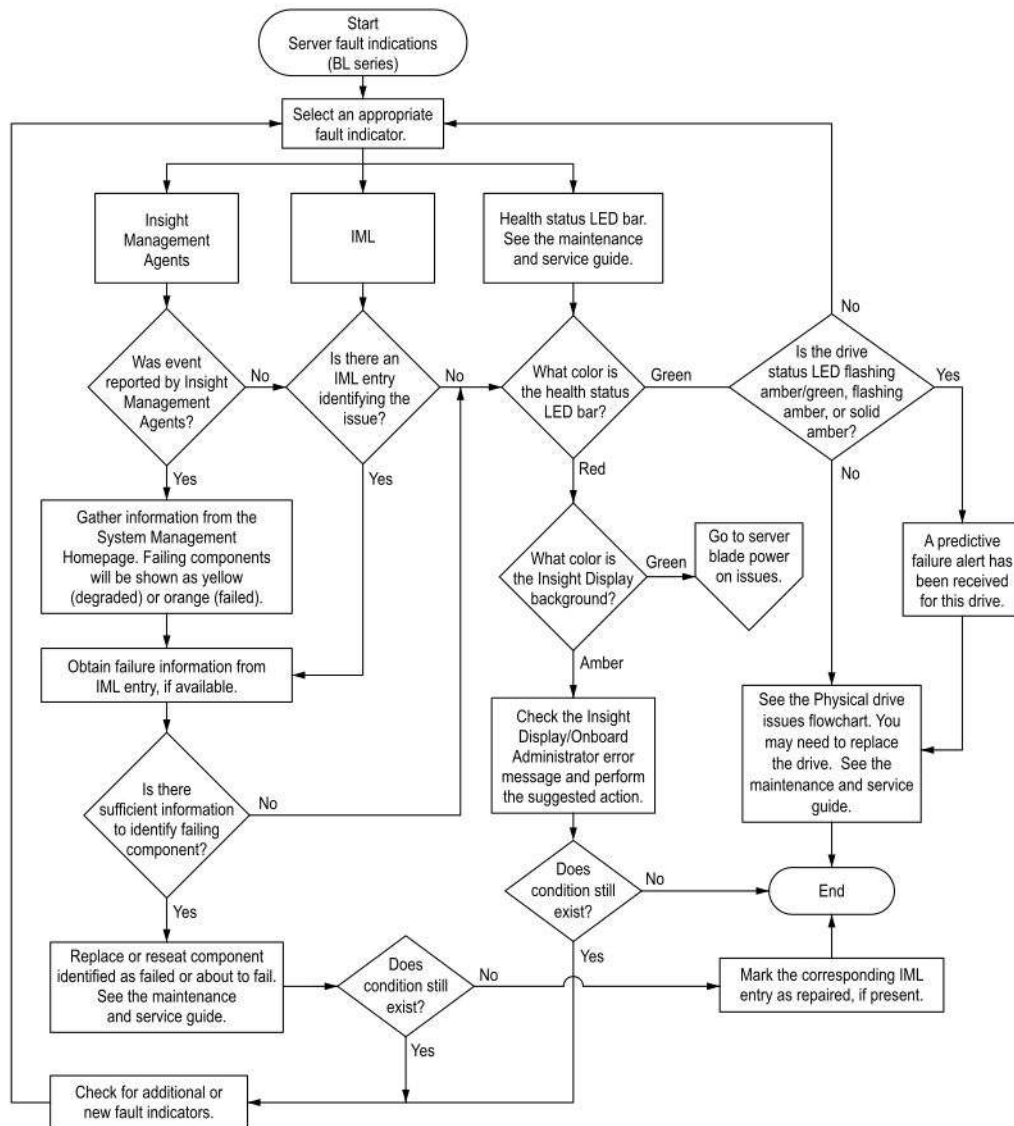 Start
Server fault indications
(BL series)
Select an appropriate
fault indicator.
Insight
Management
Agents
IML
Health status LED bar.
See the maintenance
and service guide.
No
Was event
reported by Insight
Management
Agents?
No
Is there an
IML entry
identifying the
issue?
No
What color is
the health status
LED bar?
Green
Is the drive
status LED flashing
amber/green, flashing
amber, or solid
amber?
Yes
Yes
Yes
Red
No
Gather information from the
System Management
Homepage. Failing components
will be shown as yellow
(degraded) or orange (failed).
What color is
the Insight Display
background?
Green
Go to server
blade power
on issues.
A predictive
failure alert has
been received
for this drive.
Obtain failure information from
IML entry, if available.
Amber
Check the Insight
Display/Onboard
Administrator error
message and perform
the suggested action.
See the Physical drive
issues flowchart. You
may need to replace
the drive. See the
maintenance and service
guide.
Is there
sufficient information
to identify failing
component?
No
Does
condition still
exist?
No
End
Yes
Yes
Replace or reseat component
identified as failed or about to fail.
See the maintenance
and service guide.
Does
condition still
exist?
No
Mark the corresponding IML
entry as repaired, if present.
Yes
Check for additional or
new fault indicators.